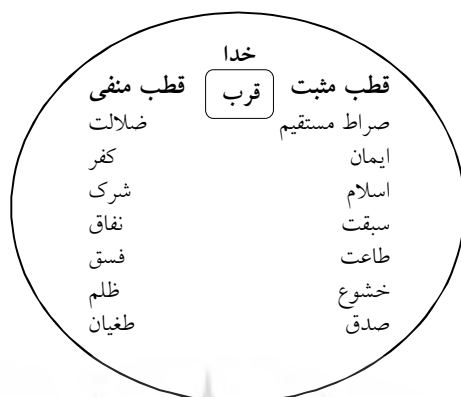 خدا
قطب مثبت قرب قطب منفی
صراط مستقیم ضلالت
ایمان کفر
اسلام شرک
سبقت نفاق
طاعت فسق
خشوع ظلم
صدق طغیان